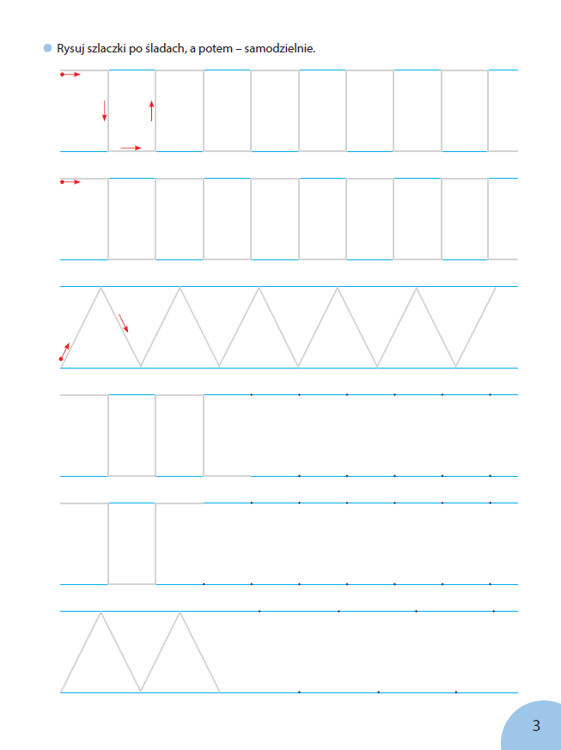 Rysuj szlaczki po śladach, a potem – samodzielnie.
3